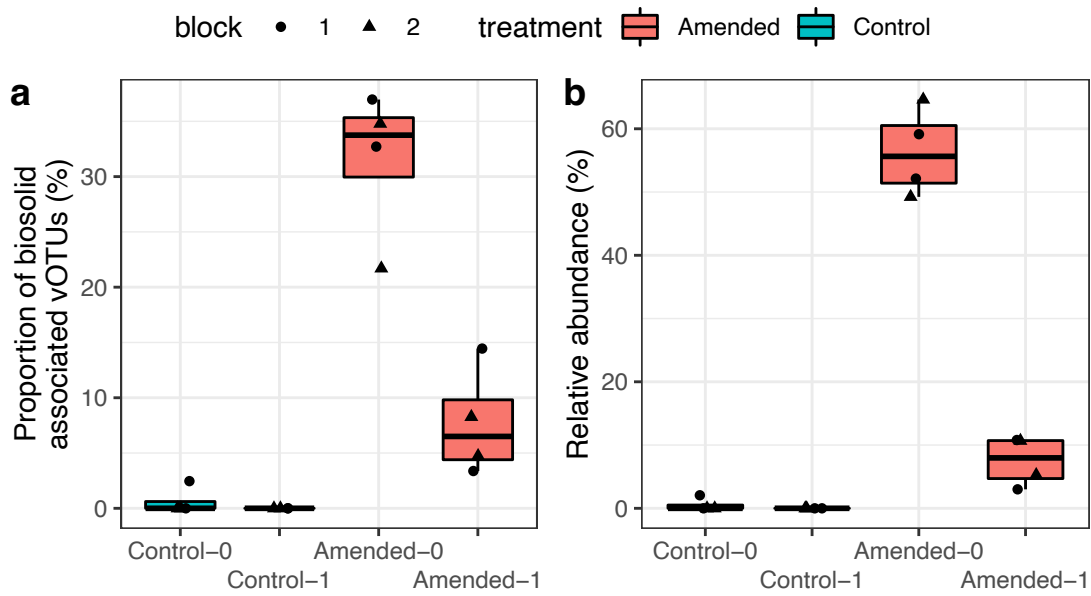 block 1 2 treatment Amended Control
a
Proportion of biosolid
associated vOTUs (%)
30
20
10
0
Control−0
Control−1
Amended−0
Amended−1
b
Relative abundance (%)
60
40
20
0
Control−0
Control−1
Amended−0
Amended−1